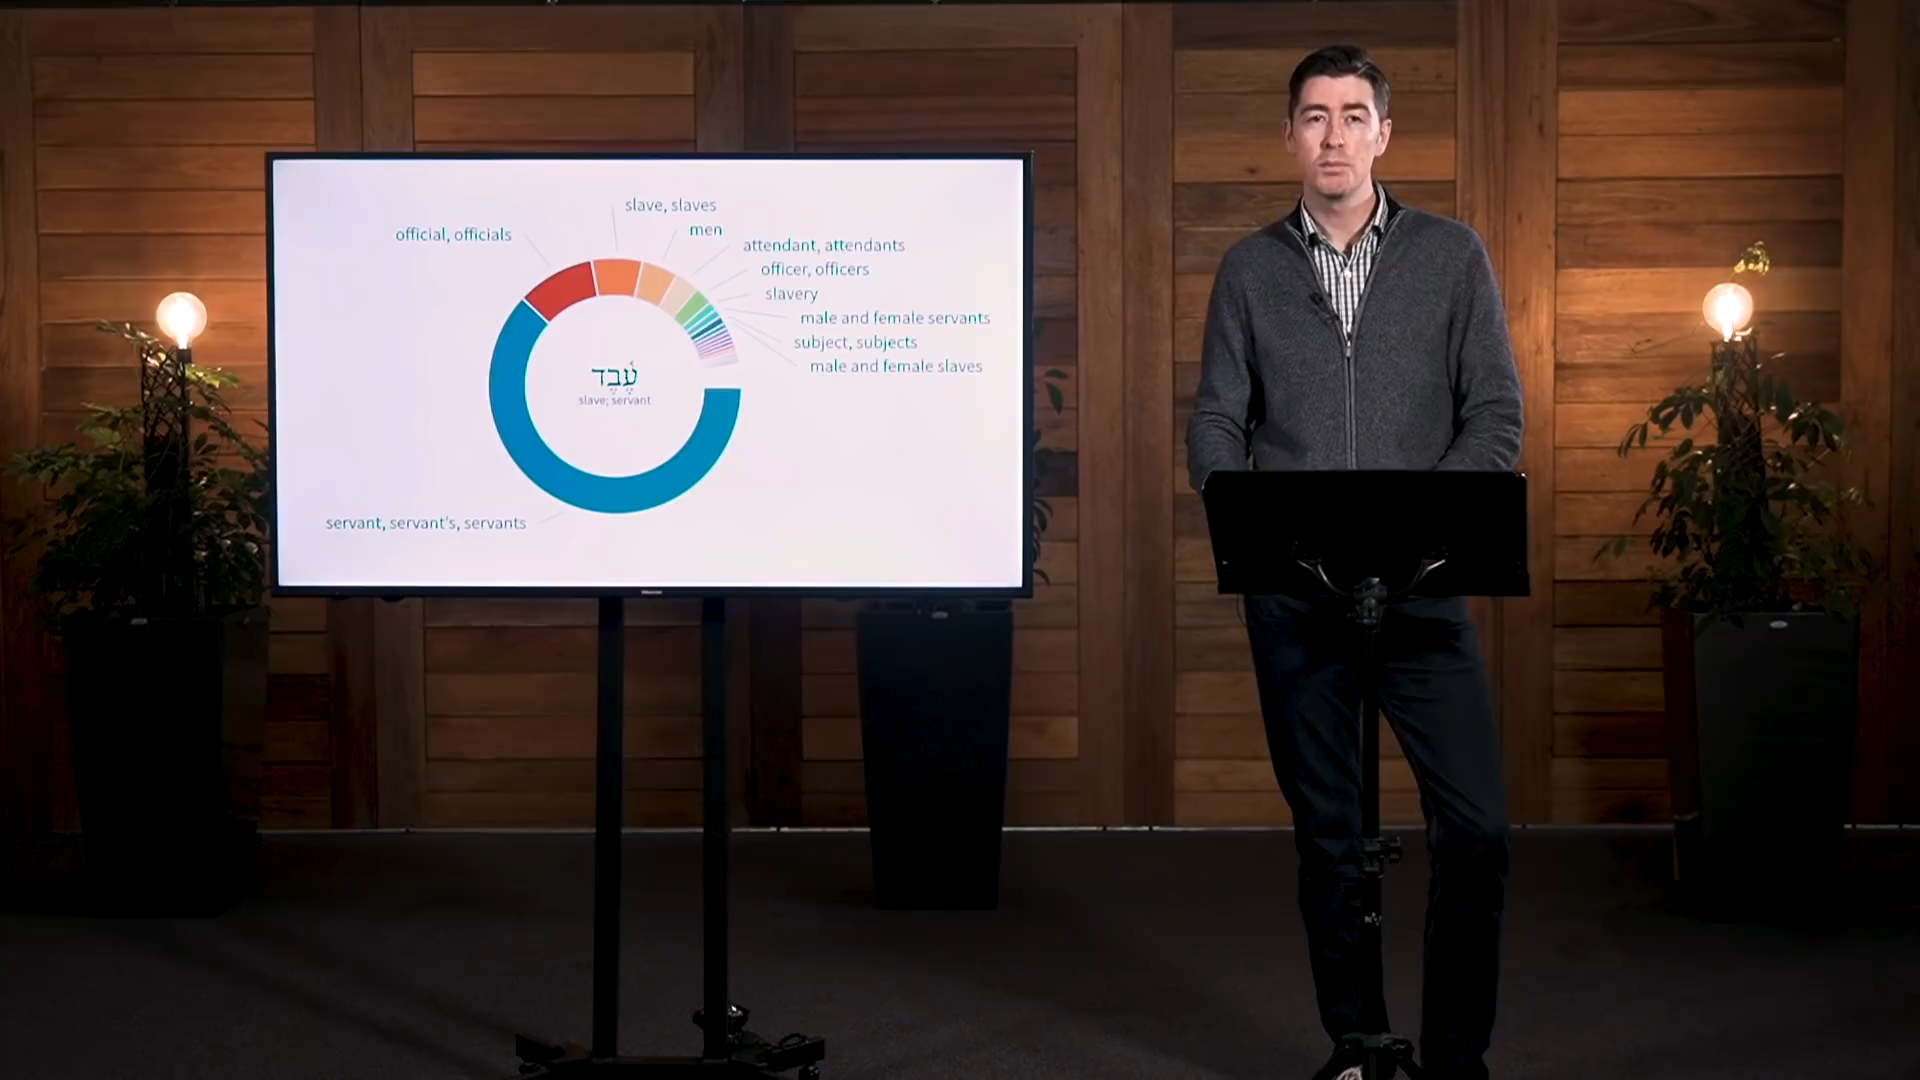 slave, slaves
official, officials
men
attendant, attendants
officer, officers
slavery
male and female servants
subject, subjects
male and female slaves
עֶ֫בֶד
slave; servant
servant, servant's, servants